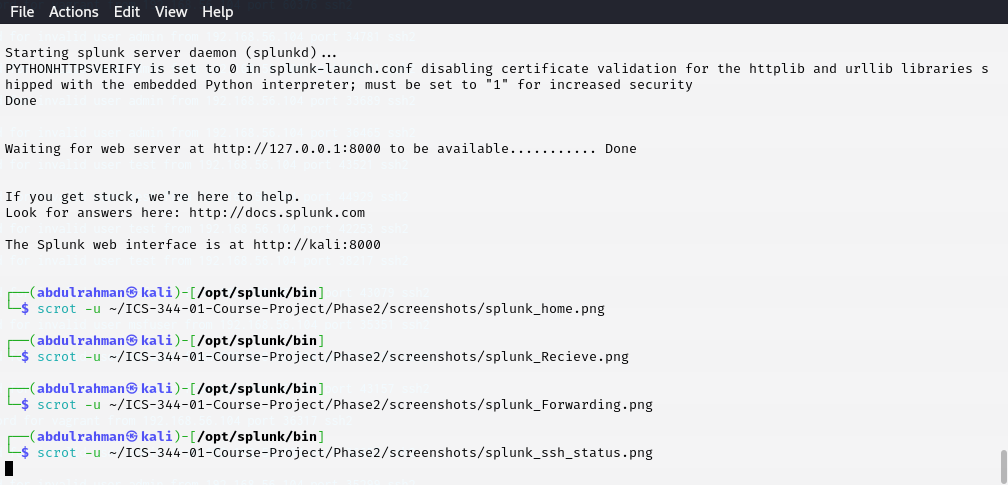 File Actions Edit View Help
Starting splunk server daemon (splunkd)...
PYTHONHTTPSVERIFY is set to 0 in splunk-launch.conf disabling certificate validation for the httplib and urllib libraries s
hipped with the embedded Python interpreter; must be set to "1" for increased security
Done
Waiting for web server at http://127.0.0.1:8000 to be available........... Done
If you get stuck, we're here to help.
Look for answers here: http://docs.splunk.com
The Splunk web interface is at http://kali:8000
┌──(abdulrahman㉿kali)-[/opt/splunk/bin]
└─$ scrot -u ~/ICS-344-01-Course-Project/Phase2/screenshots/splunk_home.png
┌──(abdulrahman㉿kali)-[/opt/splunk/bin]
└─$ scrot -u ~/ICS-344-01-Course-Project/Phase2/screenshots/splunk_Recieve.png
┌──(abdulrahman㉿kali)-[/opt/splunk/bin]
└─$ scrot -u ~/ICS-344-01-Course-Project/Phase2/screenshots/splunk_Forwarding.png
┌──(abdulrahman㉿kali)-[/opt/splunk/bin]
└─$ scrot -u ~/ICS-344-01-Course-Project/Phase2/screenshots/splunk_ssh_status.png